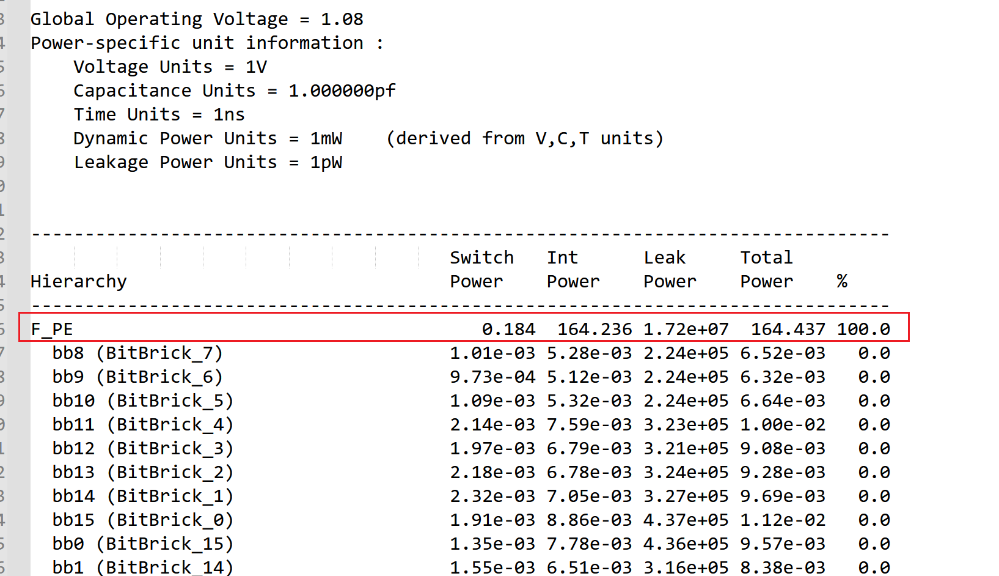 Global Operating Voltage = 1.08
Power-specific unit information :
    Voltage Units = 1V
    Capacitance Units = 1.000000pf
    Time Units = 1ns
    Dynamic Power Units = 1mW    (derived from V,C,T units)
    Leakage Power Units = 1pW
--------------------------------------------------------------------------------
                                       Switch   Int      Leak     Total
Hierarchy                              Power    Power    Power    Power    %
--------------------------------------------------------------------------------
F_PE                                      0.184  164.236 1.72e+07  164.437 100.0
  bb8 (BitBrick_7)                     1.01e-03 5.28e-03 2.24e+05 6.52e-03   0.0
  bb9 (BitBrick_6)                     9.73e-04 5.12e-03 2.24e+05 6.32e-03   0.0
  bb10 (BitBrick_5)                    1.09e-03 5.32e-03 2.24e+05 6.64e-03   0.0
  bb11 (BitBrick_4)                    2.14e-03 7.59e-03 3.23e+05 1.00e-02   0.0
  bb12 (BitBrick_3)                    1.97e-03 6.79e-03 3.21e+05 9.08e-03   0.0
  bb13 (BitBrick_2)                    2.18e-03 6.78e-03 3.24e+05 9.28e-03   0.0
  bb14 (BitBrick_1)                    2.32e-03 7.05e-03 3.27e+05 9.69e-03   0.0
  bb15 (BitBrick_0)                    1.91e-03 8.86e-03 4.37e+05 1.12e-02   0.0
  bb0 (BitBrick_15)                    1.35e-03 7.78e-03 4.36e+05 9.57e-03   0.0
  bb1 (BitBrick_14)                    1.55e-03 6.51e-03 3.16e+05 8.38e-03   0.0